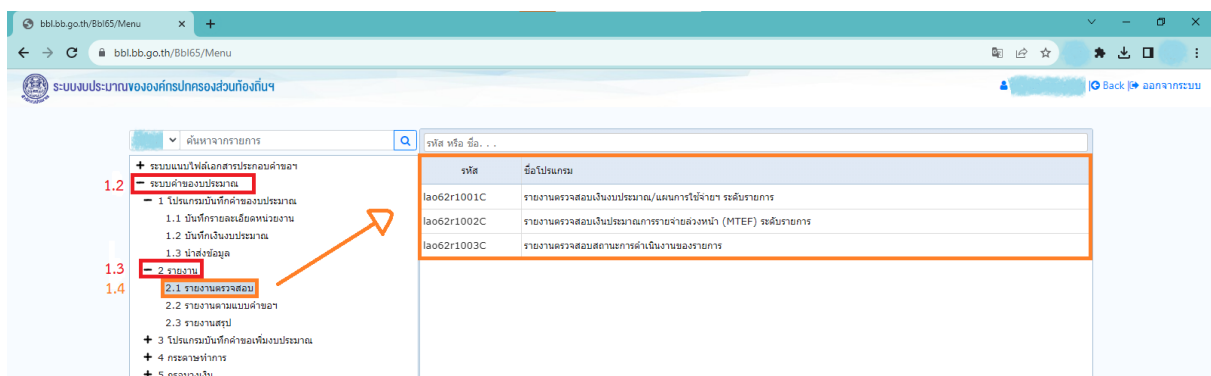 bbl.bb.go.th/Bbl65/Menu
bbl.bb.go.th/Bbl65/Menu
ระบบงบประมาณขององค์กรปกครองส่วนท้องถิ่นฯ
| Back | ออกจากระบบ
ค้นหาจากรายการ
รหัส หรือ ชื่อ. . .
ระบบแนบไฟล์เอกสารประกอบคำขอฯ
1.2 ระบบคำของบประมาณ
1 โปรแกรมบันทึกคำของบประมาณ
1.1 บันทึกรายละเอียดหน่วยงาน
1.2 บันทึกเงินงบประมาณ
1.3 นำส่งข้อมูล
1.3 2 รายงาน
1.4 2.1 รายงานตรวจสอบ
2.2 รายงานตามแบบคำขอฯ
2.3 รายงานสรุป
3 โปรแกรมบันทึกคำขอเพิ่มงบประมาณ
4 กระดาษทำการ
5 กรอบวงเงิน
รหัส ชื่อโปรแกรม
lao62r1001C รายงานตรวจสอบเงินงบประมาณ/แผนการใช้จ่ายฯ ระดับรายการ
lao62r1002C รายงานตรวจสอบเงินประมาณการรายจ่ายล่วงหน้า (MTEF) ระดับรายการ
lao62r1003C รายงานตรวจสอบสถานะการดำเนินงานของรายการ